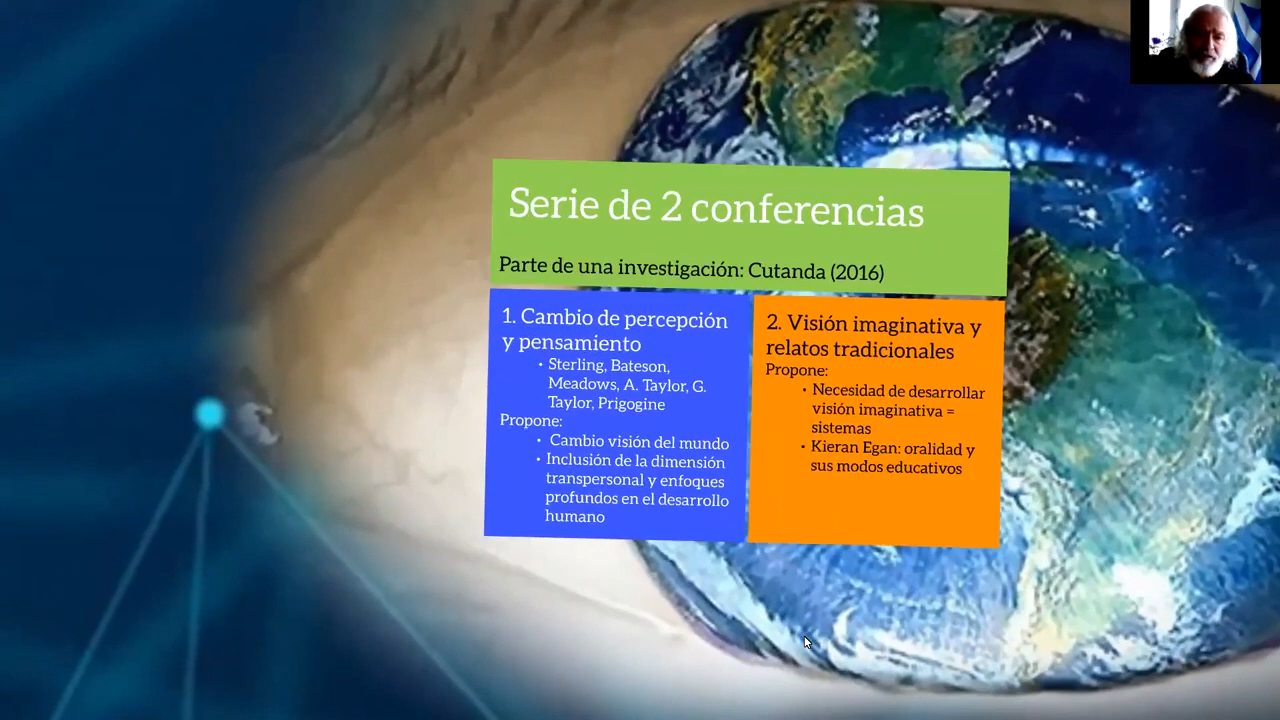 Serie de 2 conferencias
Parte de una investigación: Cutanda (2016)
1. Cambio de percepción
y pensamiento
• Sterling, Bateson,
Meadows, A. Taylor, G.
Taylor, Prigogine
Propone:
• Cambio visión del mundo
• Inclusión de la dimensión
transpersonal y enfoques
profundos en el desarrollo
humano
2. Visión imaginativa y
relatos tradicionales
Propone:
• Necesidad de desarrollar
visión imaginativa =
sistemas
• Kieran Egan: oralidad y
sus modos educativos